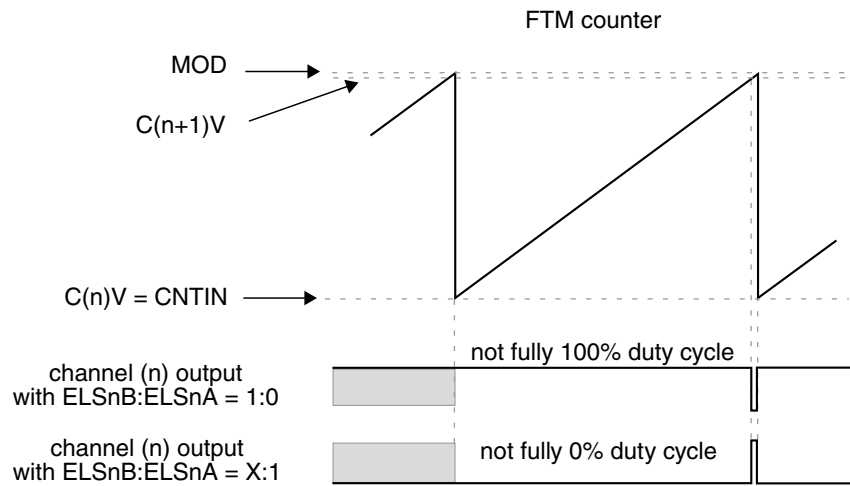 FTM counter
MOD
C(n+1)V
C(n)V = CNTIN
not fully 100% duty cycle
channel (n) output
with ELSnB:ELSnA = 1:0
channel (n) output
with ELSnB:ELSnA = X:1
not fully 0% duty cycle